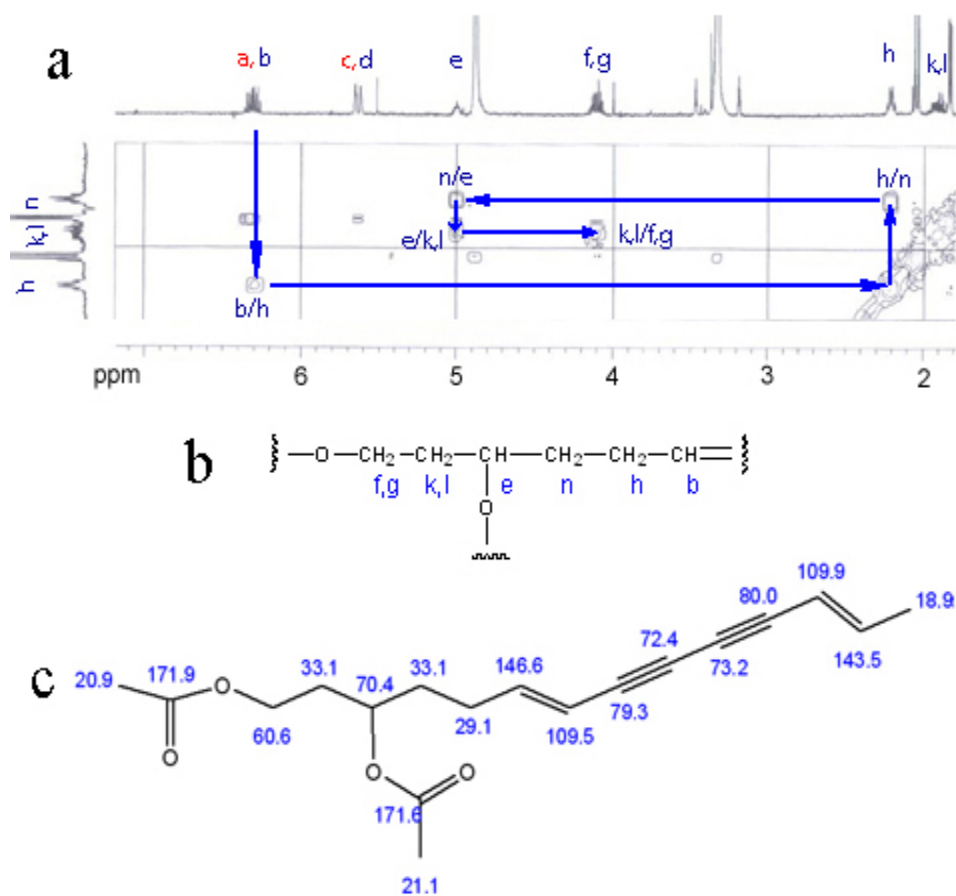 a
a, b
c, d
e
f,g
h
k,l
n
k,l
h
n/e
h/n
e/k,l
k,l/f,g
b/h
ppm
6
5
4
3
2
b
O
CH2
CH2
CH
CH2
CH2
CH
f,g
k,l
e
n
h
b
O
c
109.9
80.0
18.9
72.4
73.2
143.5
20.9
171.9
33.1
33.1
146.6
O
70.4
79.3
60.6
29.1
109.5
O
O
O
171.6
21.1